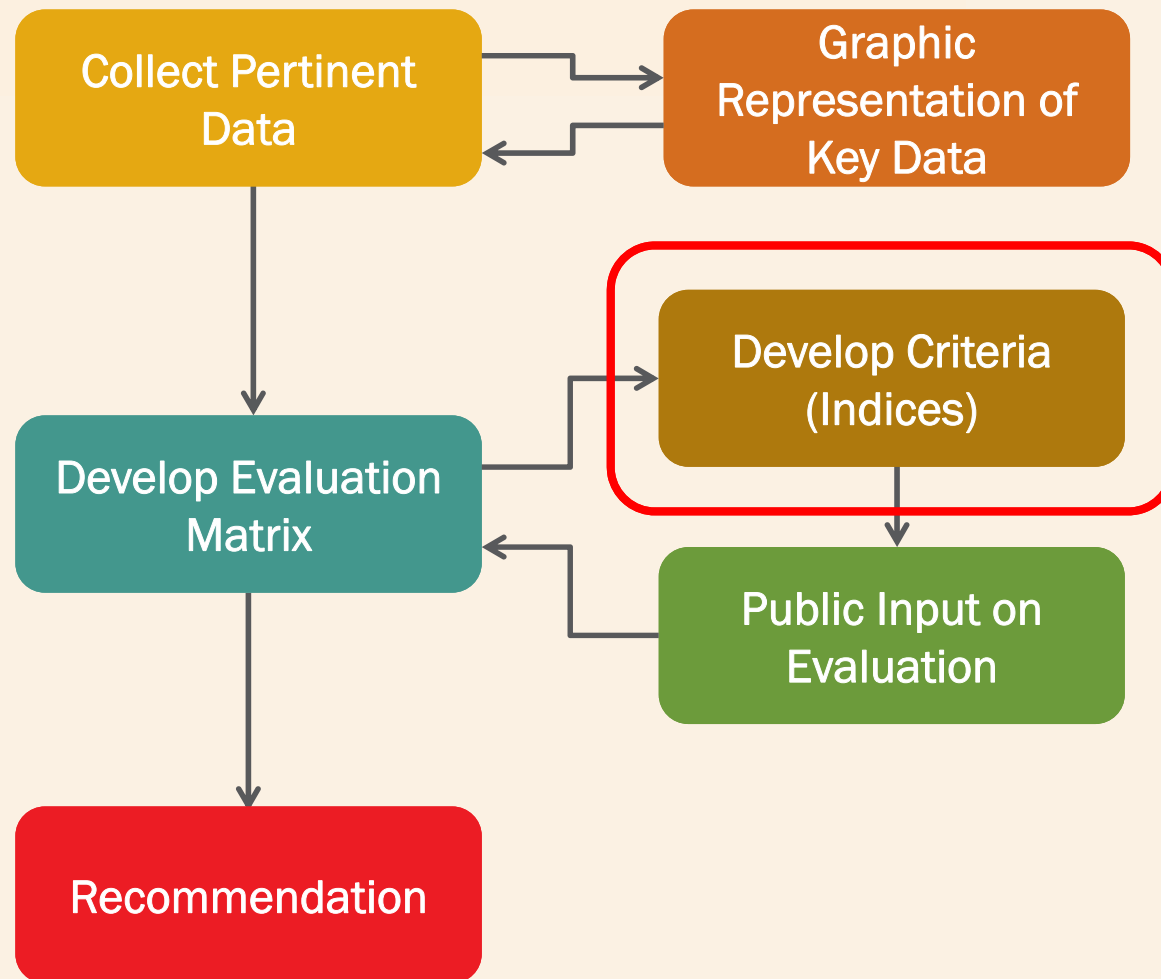 Collect Pertinent
Data
Graphic
Representation of
Key Data
Develop Criteria
(Indices)
Develop Evaluation
Matrix
Public Input on
Evaluation
Recommendation